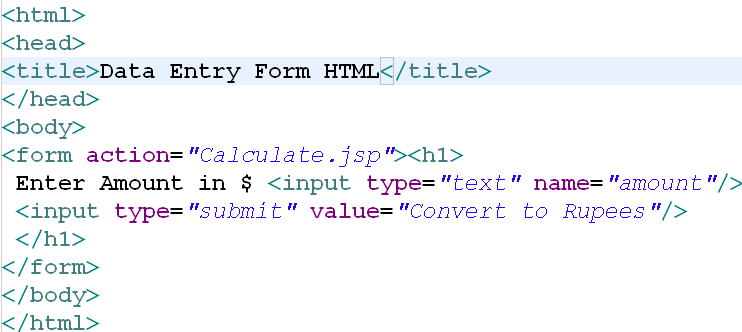 <html>
<head>
<title>Data Entry Form HTML</title>
</head>
<body>
<form action="Calculate.jsp"><h1>
Enter Amount in $ <input type="text" name="amount"/>
<input type="submit" value="Convert to Rupees"/>
</h1>
</form>
</body>
</html>